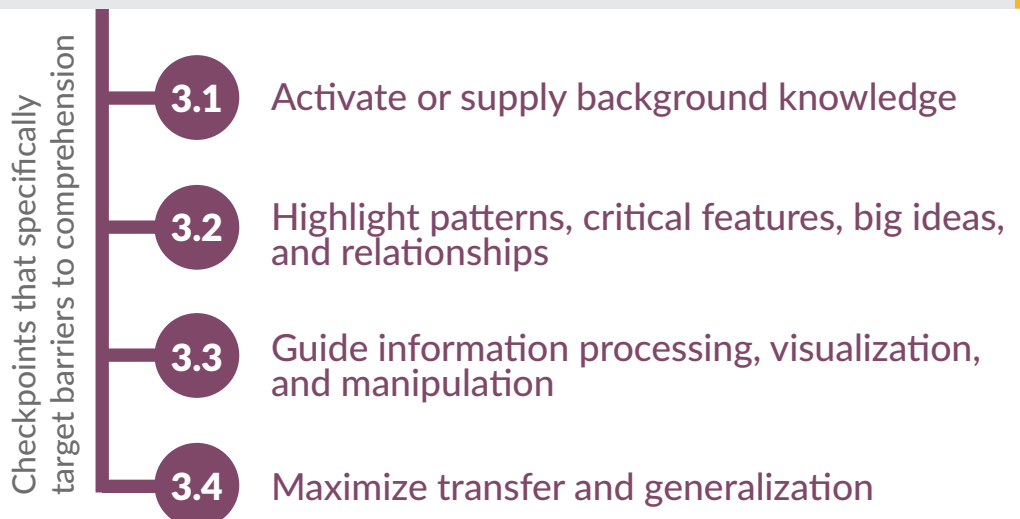 Checkpoints that specifically
target barriers to comprehension
3.1
Activate or supply background knowledge
3.2
Highlight patterns, critical features, big ideas,
and relationships
3.3
Guide information processing, visualization,
and manipulation
3.4
Maximize transfer and generalization